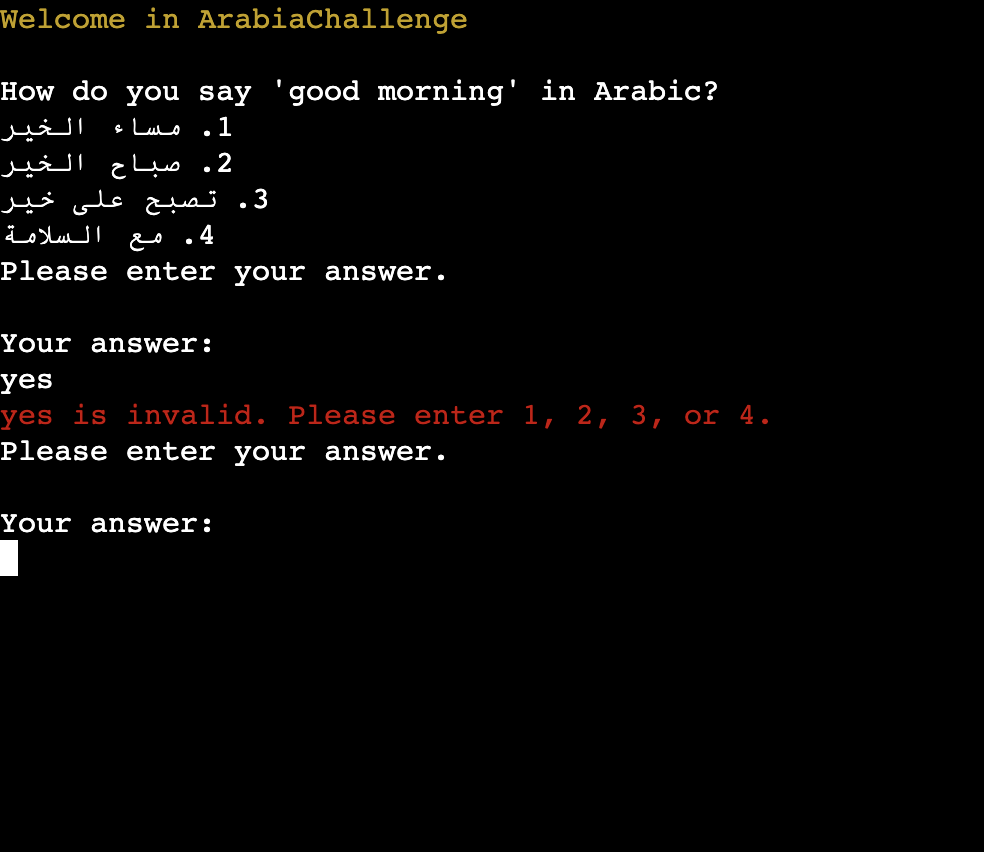 Welcome in ArabiaChallenge
How do you say 'good morning' in Arabic?
1. مساء الخير
2. صباح الخير
3. تصبح على خير
4. مع السلامة
Please enter your answer.
Your answer:
yes
yes is invalid. Please enter 1, 2, 3, or 4.
Please enter your answer.
Your answer: